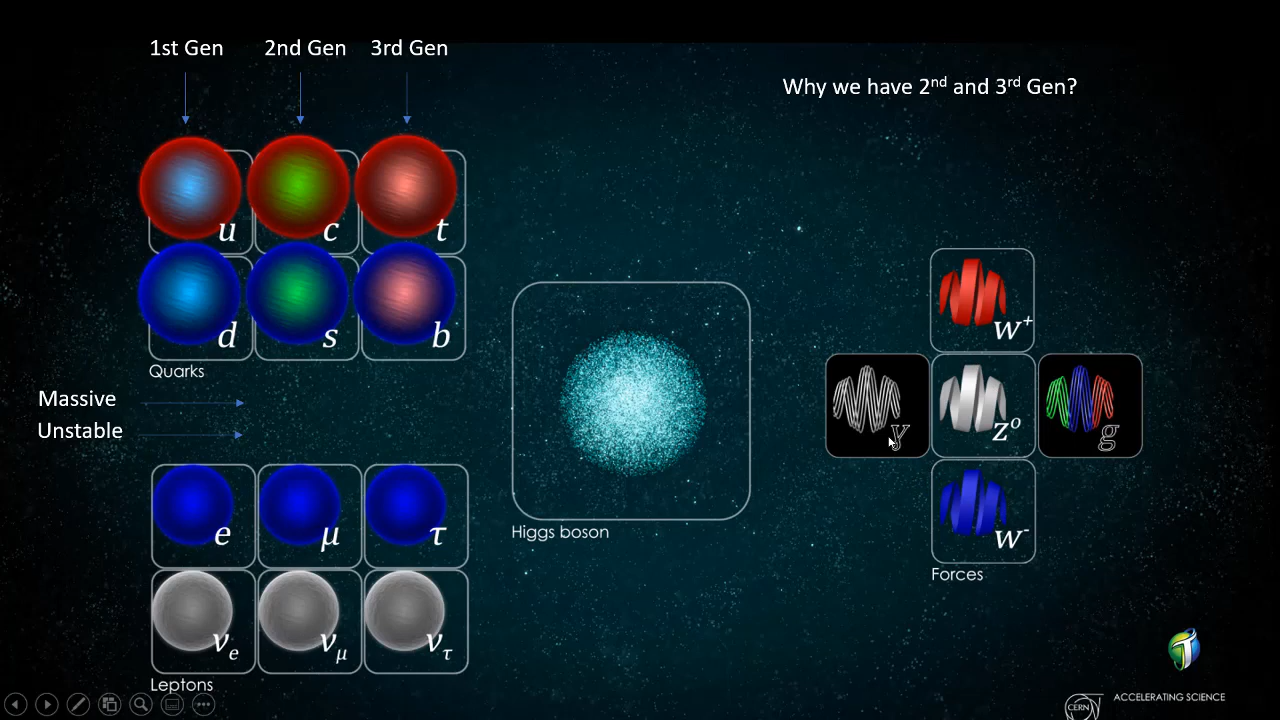 1st Gen 2nd Gen 3rd Gen
Why we have 2nd and 3rd Gen?
u c t
d s b
Quarks
Massive
Unstable
e μ τ
νe νμ ντ
Leptons
Higgs boson
W+
γ Z0 g
W-
Forces
CERN ACCELERATING SCIENCE